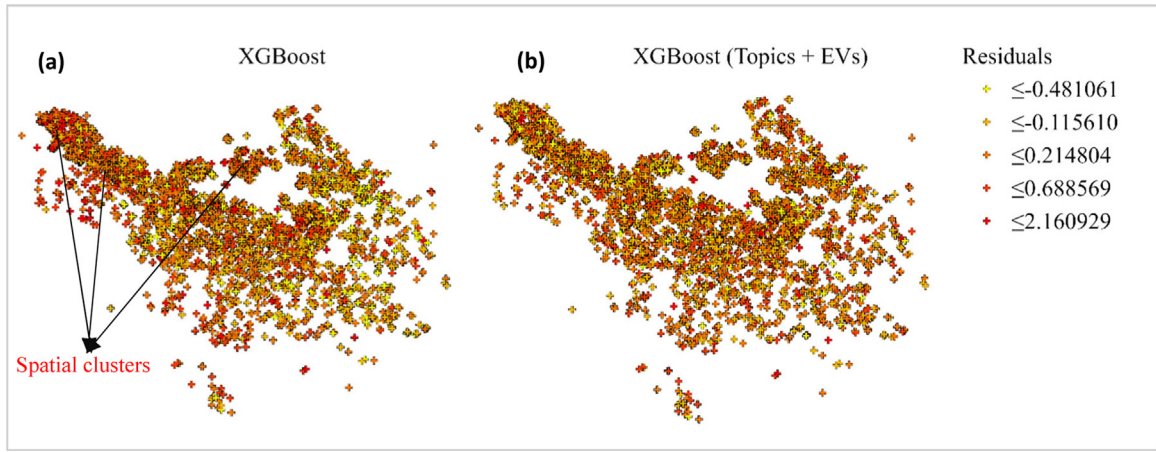 (a)
XGBoost
(b)
XGBoost (Topics + EVs)
Residuals
≤-0.481061
≤-0.115610
≤0.214804
≤0.688569
≤2.160929
Spatial clusters